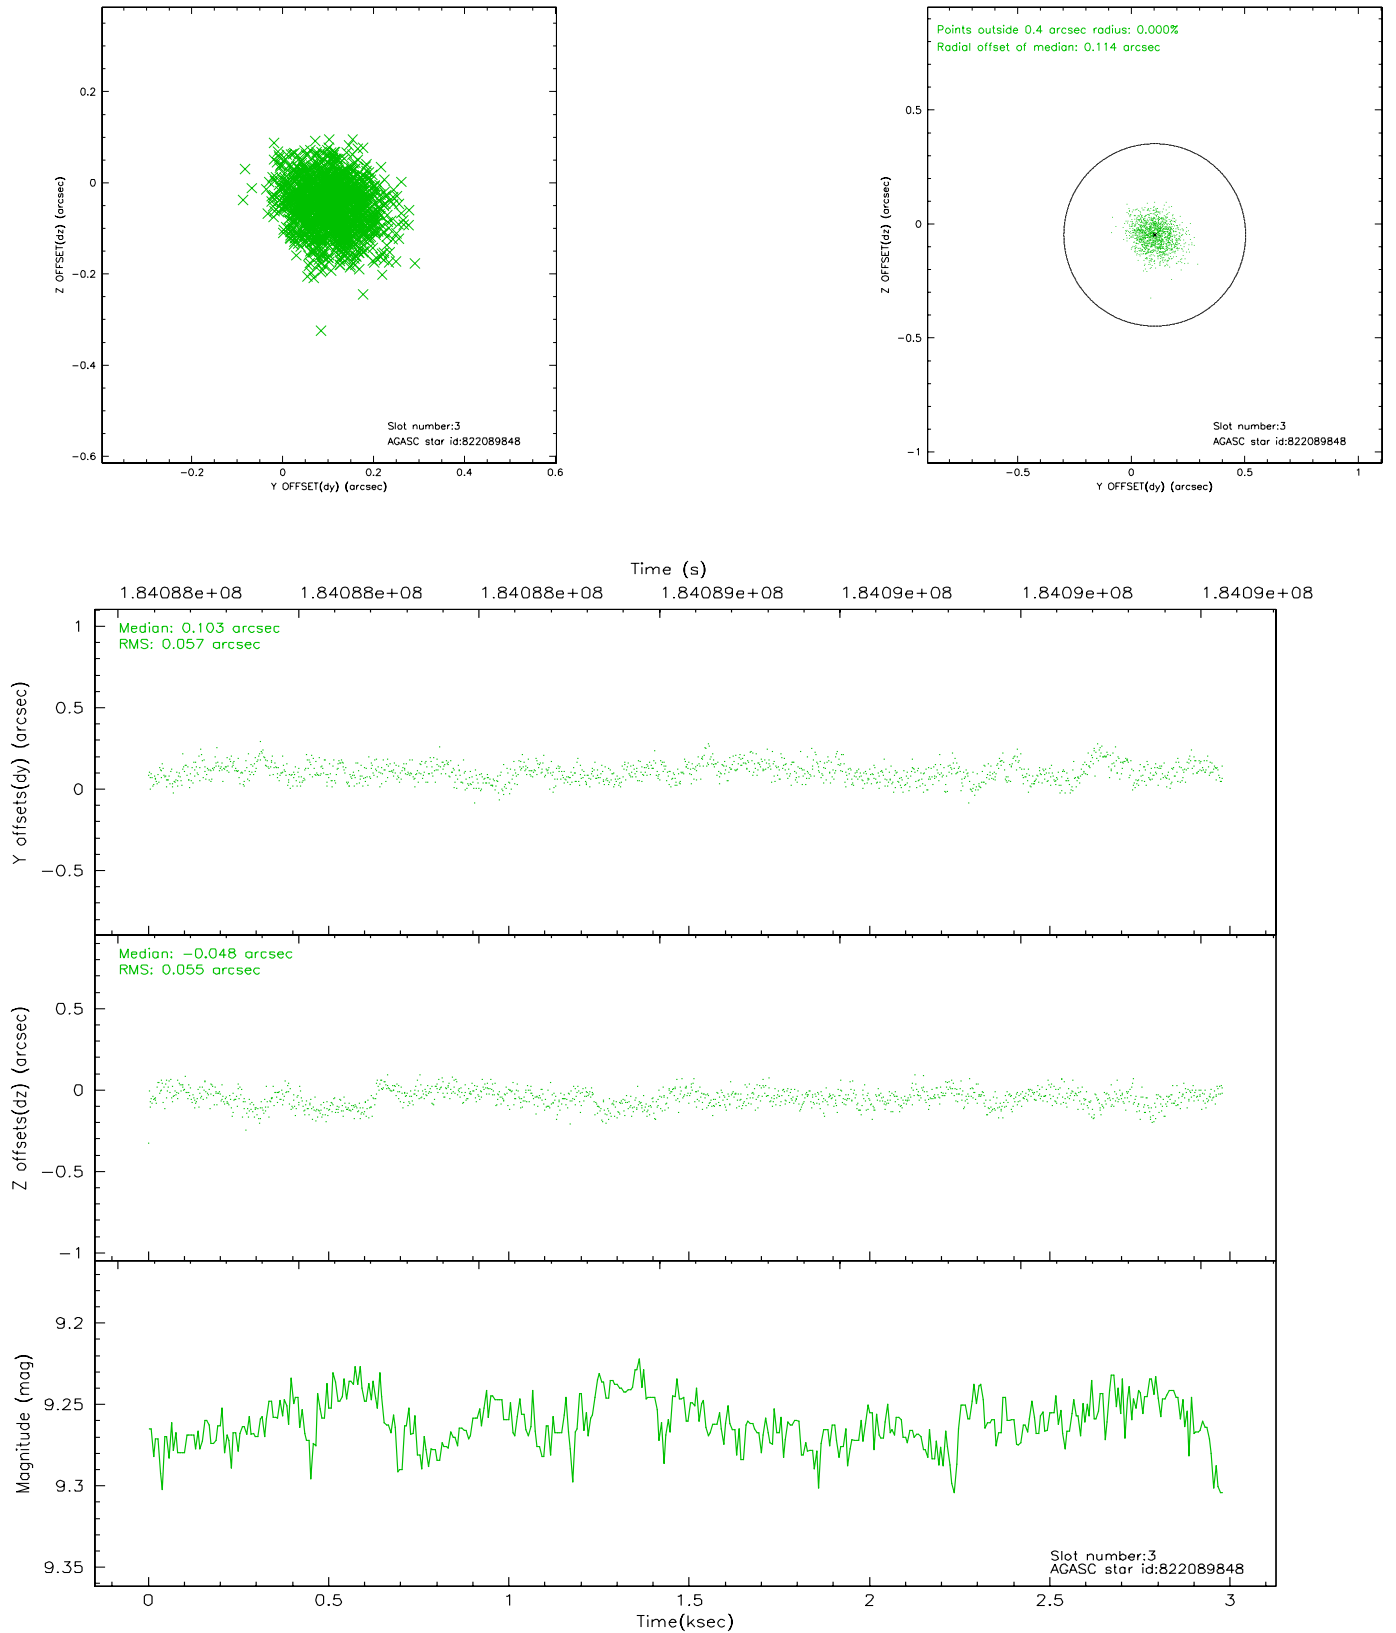 0.2
0
−0.2
−0.4
−0.6
Z OFFSET(dz) (arcsec)
Slot number:3
AGASC star id:822089848
−0.2 0 0.2 0.4 0.6
Y OFFSET(dy) (arcsec)
Points outside 0.4 arcsec radius: 0.000%
Radial offset of median: 0.114 arcsec
0.5
0
−0.5
−1
Z OFFSET(dz) (arcsec)
Slot number:3
AGASC star id:822089848
−0.5 0 0.5 1
Y OFFSET(dy) (arcsec)
Time (s)
1.84088e+08 1.84088e+08 1.84088e+08 1.84089e+08 1.8409e+08 1.8409e+08 1.8409e+08
Median: 0.103 arcsec
RMS: 0.057 arcsec
1
0.5
0
−0.5
Y offsets(dy) (arcsec)
Median: −0.048 arcsec
RMS: 0.055 arcsec
0.5
0
−0.5
−1
Z offsets(dz) (arcsec)
9.2
9.25
9.3
9.35
Magnitude (mag)
Slot number:3
AGASC star id:822089848
0 0.5 1 1.5 2 2.5 3
Time(ksec)